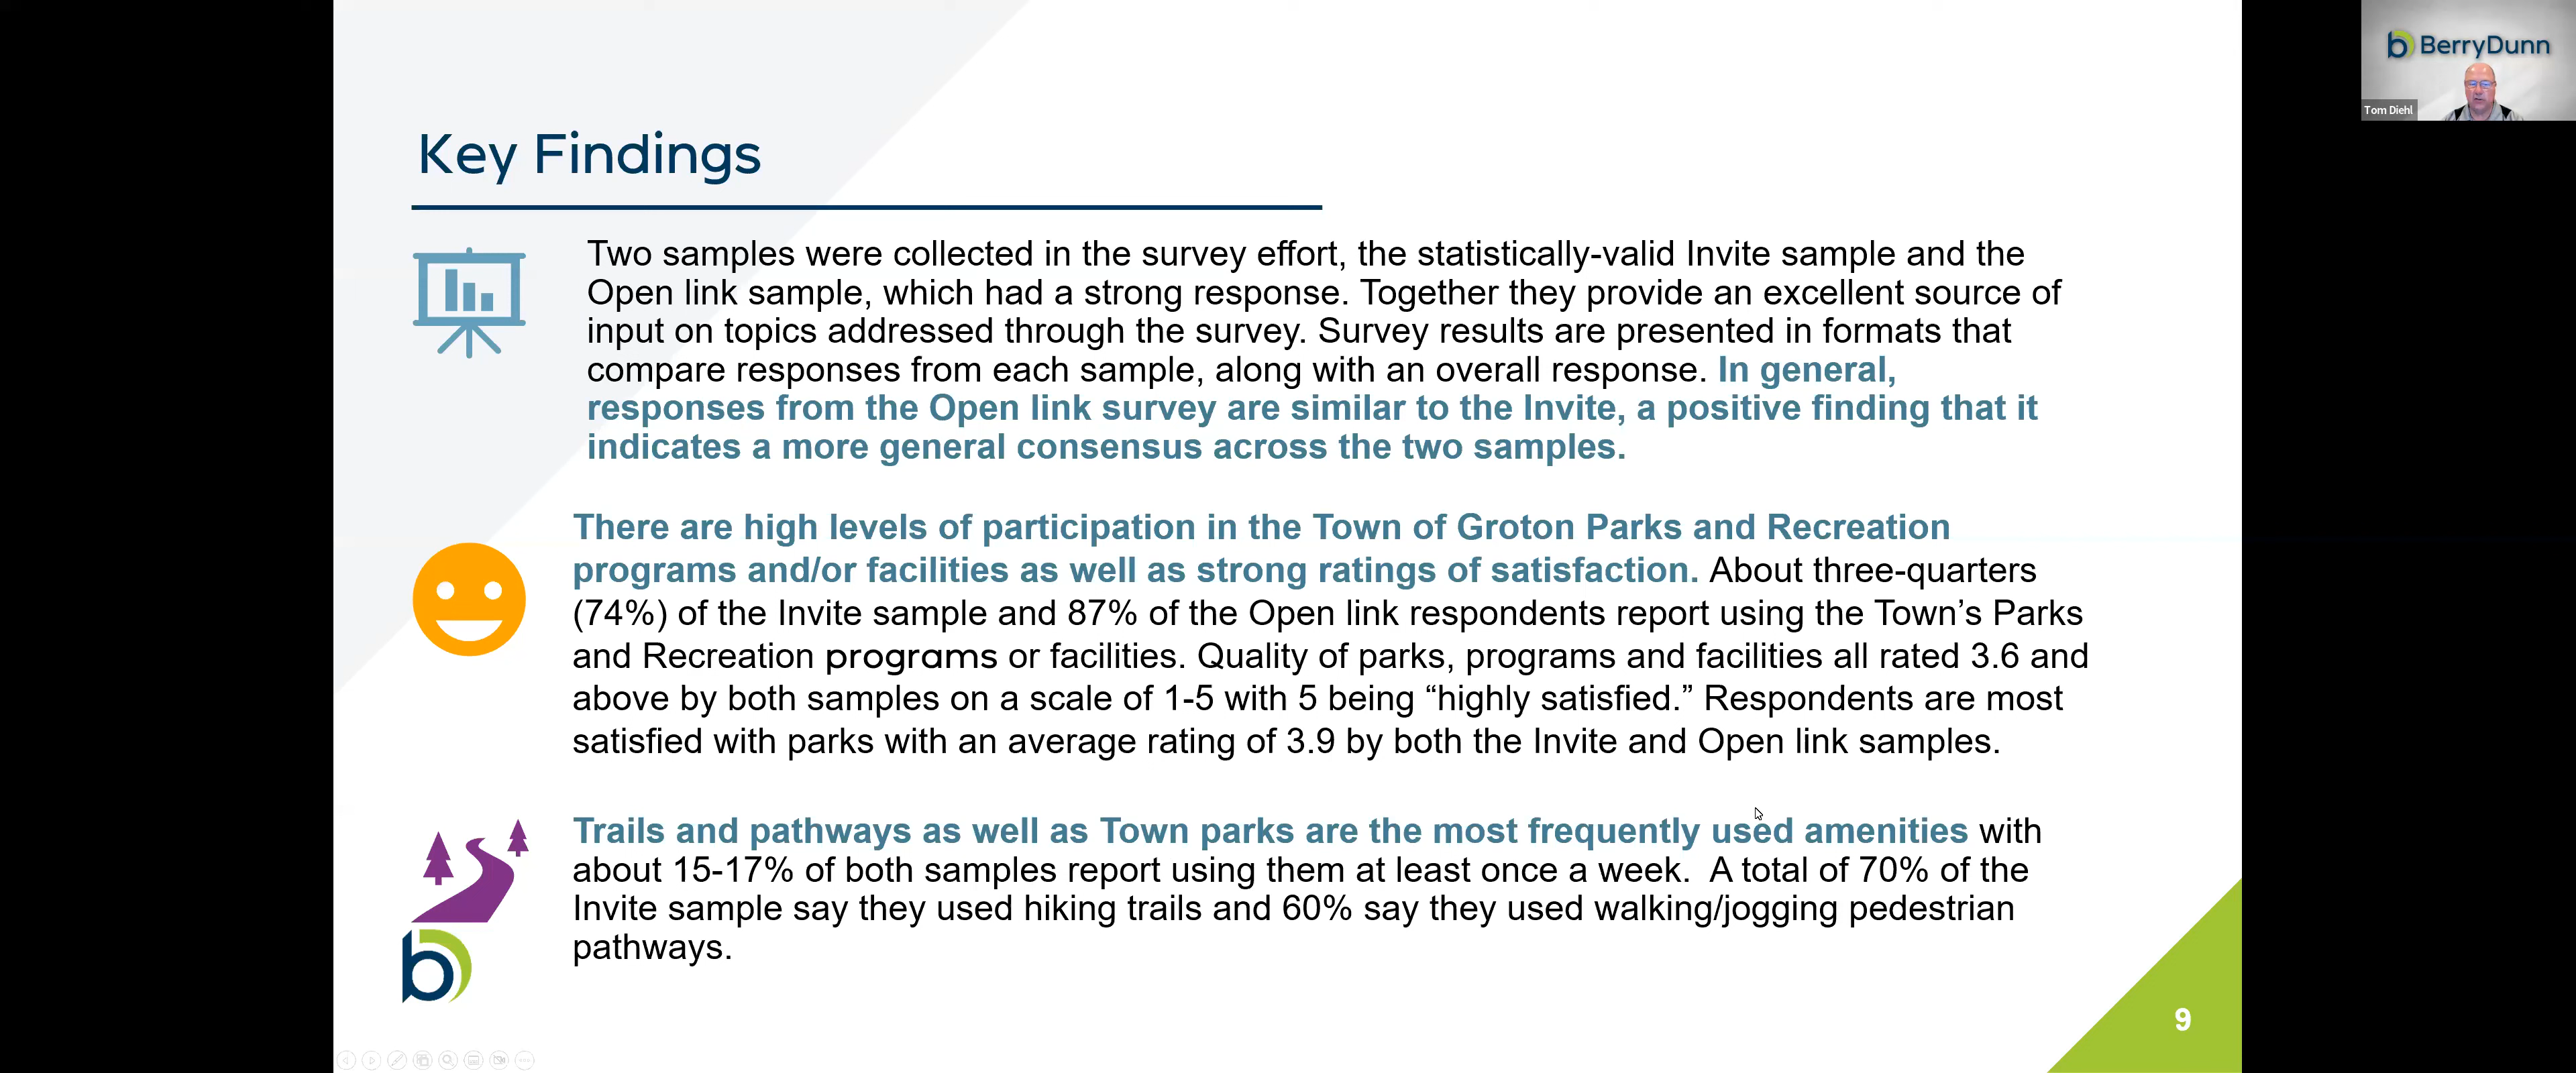 BerryDunn
Tom Diehl
Key Findings
Two samples were collected in the survey effort, the statistically-valid Invite sample and the
Open link sample, which had a strong response. Together they provide an excellent source of
input on topics addressed through the survey. Survey results are presented in formats that
compare responses from each sample, along with an overall response. In general,
responses from the Open link survey are similar to the Invite, a positive finding that it
indicates a more general consensus across the two samples.
There are high levels of participation in the Town of Groton Parks and Recreation
programs and/or facilities as well as strong ratings of satisfaction. About three-quarters
(74%) of the Invite sample and 87% of the Open link respondents report using the Town’s Parks
and Recreation programs or facilities. Quality of parks, programs and facilities all rated 3.6 and
above by both samples on a scale of 1-5 with 5 being “highly satisfied.” Respondents are most
satisfied with parks with an average rating of 3.9 by both the Invite and Open link samples.
Trails and pathways as well as Town parks are the most frequently used amenities with
about 15-17% of both samples report using them at least once a week.  A total of 70% of the
Invite sample say they used hiking trails and 60% say they used walking/jogging pedestrian
pathways.
b
9